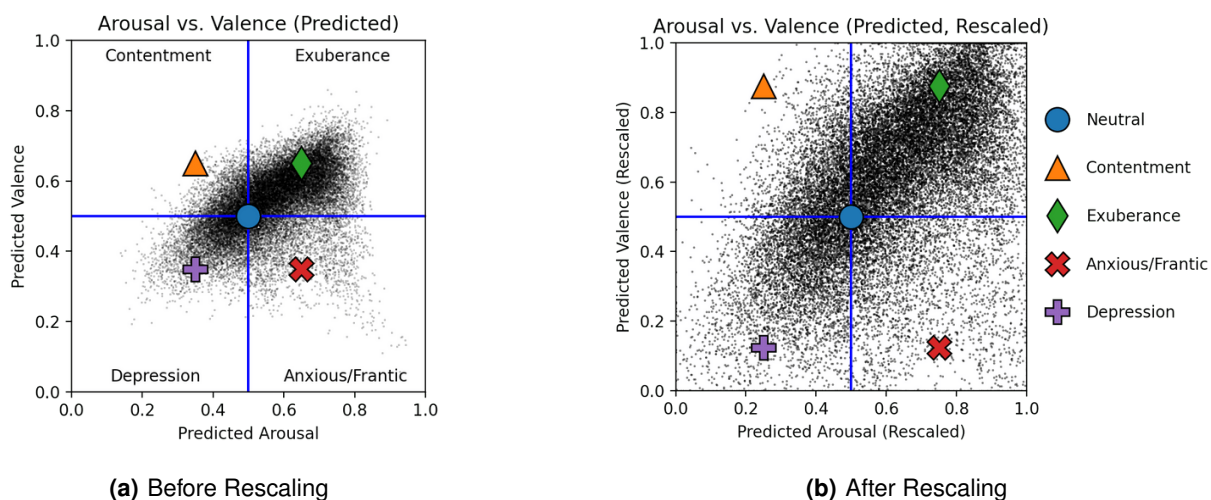 Arousal vs. Valence (Predicted)
1.0
0.8
0.6
0.4
0.2
0.0
Predicted Valence
Contentment
Exuberance
Depression
Anxious/Frantic
0.0 0.2 0.4 0.6 0.8 1.0
Predicted Arousal
(a) Before Rescaling
Arousal vs. Valence (Predicted, Rescaled)
1.0
0.8
0.6
0.4
0.2
0.0
Predicted Valence (Rescaled)
0.0 0.2 0.4 0.6 0.8 1.0
Predicted Arousal (Rescaled)
Neutral
Contentment
Exuberance
Anxious/Frantic
Depression
(b) After Rescaling